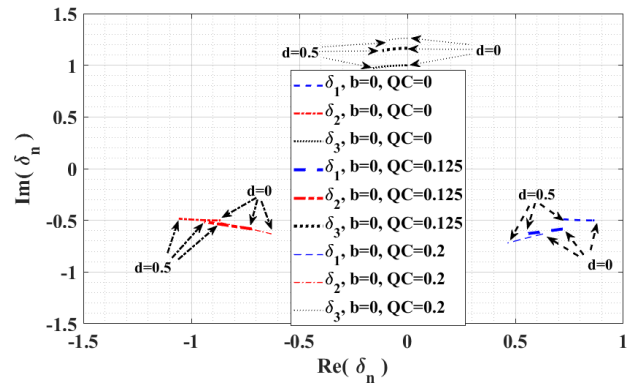 1.5
1
0.5
0
-0.5
-1
-1.5
Im( δn)
d=0.5
d=0
δ1, b=0, QC=0
δ2, b=0, QC=0
δ3, b=0, QC=0
δ1, b=0, QC=0.125
δ2, b=0, QC=0.125
δ3, b=0, QC=0.125
δ1, b=0, QC=0.2
δ2, b=0, QC=0.2
δ3, b=0, QC=0.2
d=0
d=0.5
d=0.5
d=0
-1.5
-1
-0.5
0
0.5
1
Re( δn)